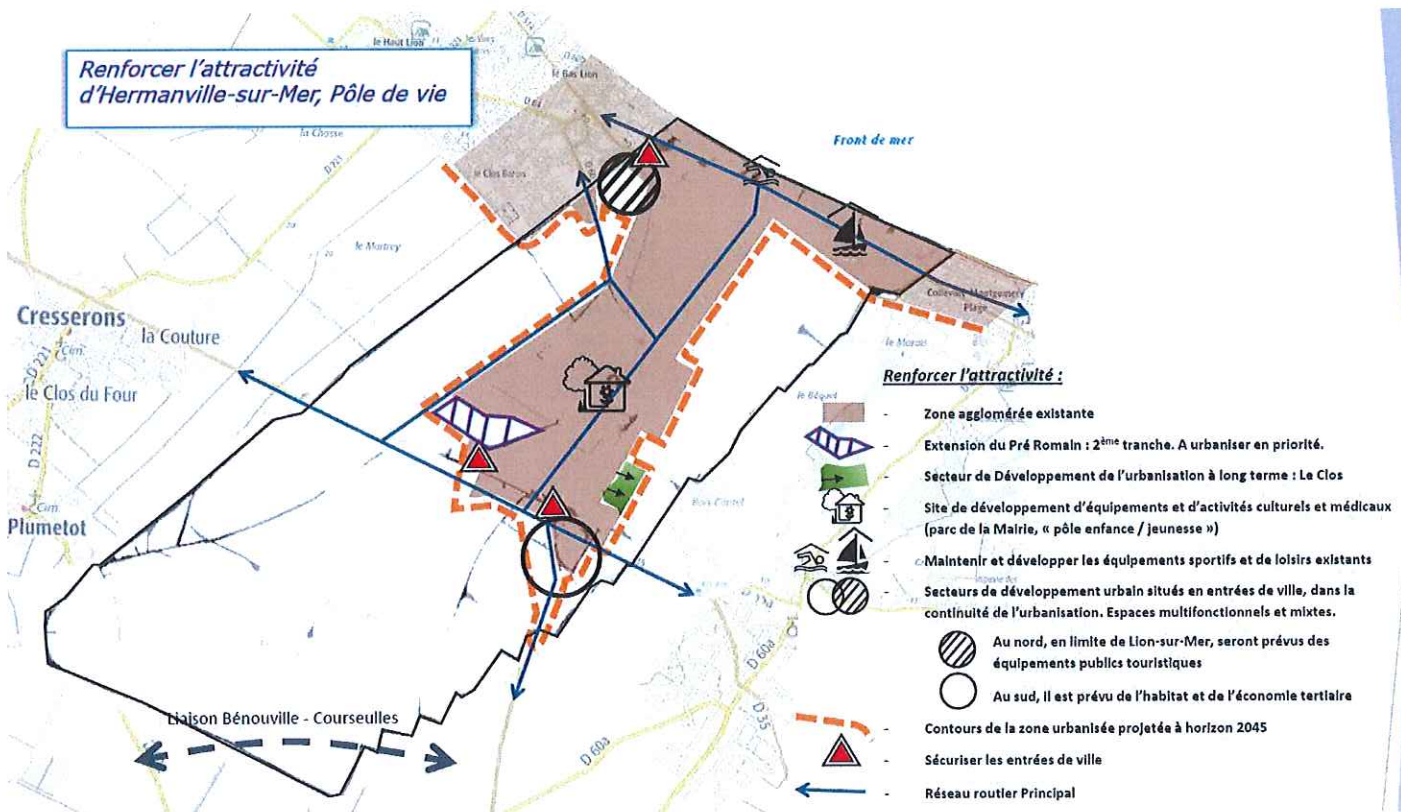 Renforcer l'attractivité
d'Hermanville-sur-Mer, Pôle de vie
le Haut Lion
le Bas Lion
la Chasse
D 221
Front de mer
le Clos Barais
Cresserons
la Couture
Cim.
D 221
le Clos du Four
D 222
Cim.
Plumetot
Colleville-Montgomery
Plage
le Marais
Renforcer l'attractivité :
- Zone agglomérée existante
- Extension du Pré Romain : 2ème tranche. A urbaniser en priorité.
- Secteur de Développement de l'urbanisation à long terme : Le Clos
- Site de développement d'équipements et d'activités culturels et médicaux
(parc de la Mairie, « pôle enfance / jeunesse »)
- Maintenir et développer les équipements sportifs et de loisirs existants
- Secteurs de développement urbain situés en entrées de ville, dans la
continuité de l'urbanisation. Espaces multifonctionnels et mixtes.
Au nord, en limite de Lion-sur-Mer, seront prévus des
équipements publics touristiques
Au sud, il est prévu de l'habitat et de l'économie tertiaire
- Contours de la zone urbanisée projetée à horizon 2045
- Sécuriser les entrées de ville
- Réseau routier Principal
Liaison Bénouville - Courseulles
D 60a
D 60a
D 35